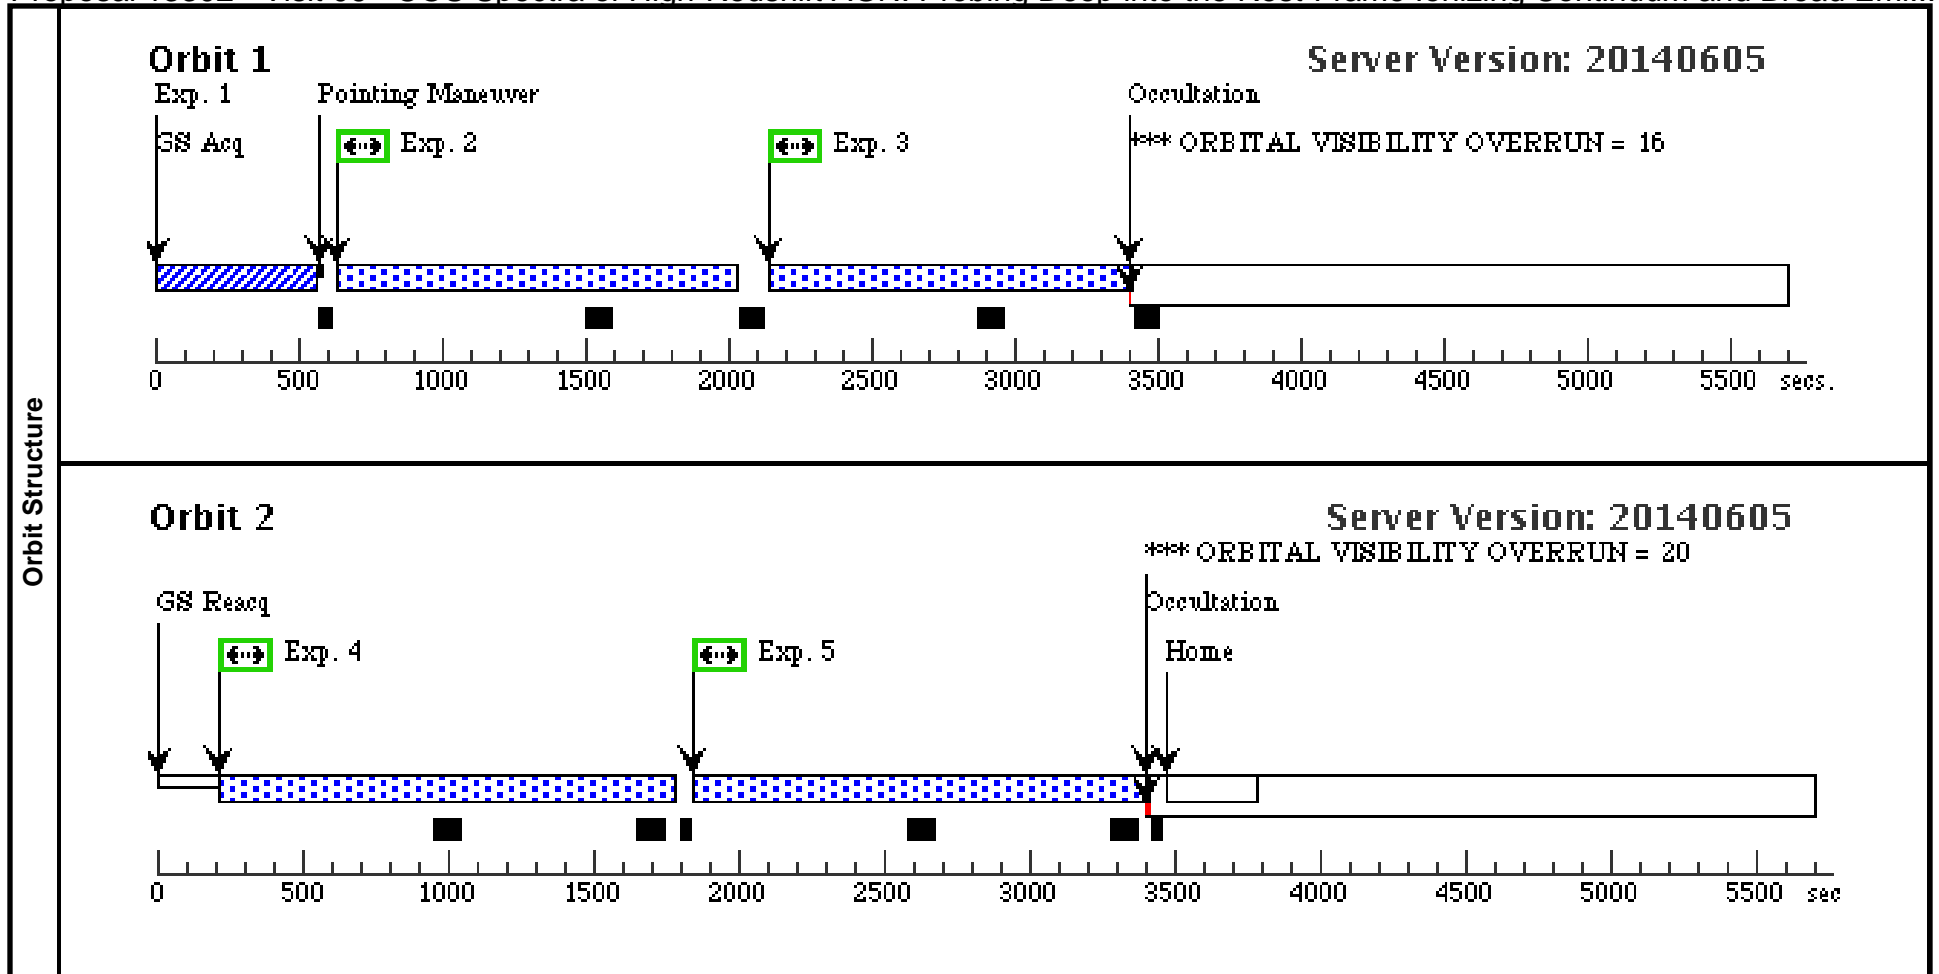 Orbit Structure
Orbit 1
Server Version: 20140605
Exp. 1
Pointing Maneuver
Occultation
GS Acq
Exp. 2
Exp. 3
*** ORBITAL VISIBILITY OVERRUN = 16
0 500 1000 1500 2000 2500 3000 3500 4000 4500 5000 5500 secs.
Orbit 2
Server Version: 20140605
*** ORBITAL VISIBILITY OVERRUN = 20
GS Reacq
Occultation
Exp. 4
Exp. 5
Home
0 500 1000 1500 2000 2500 3000 3500 4000 4500 5000 5500 sec